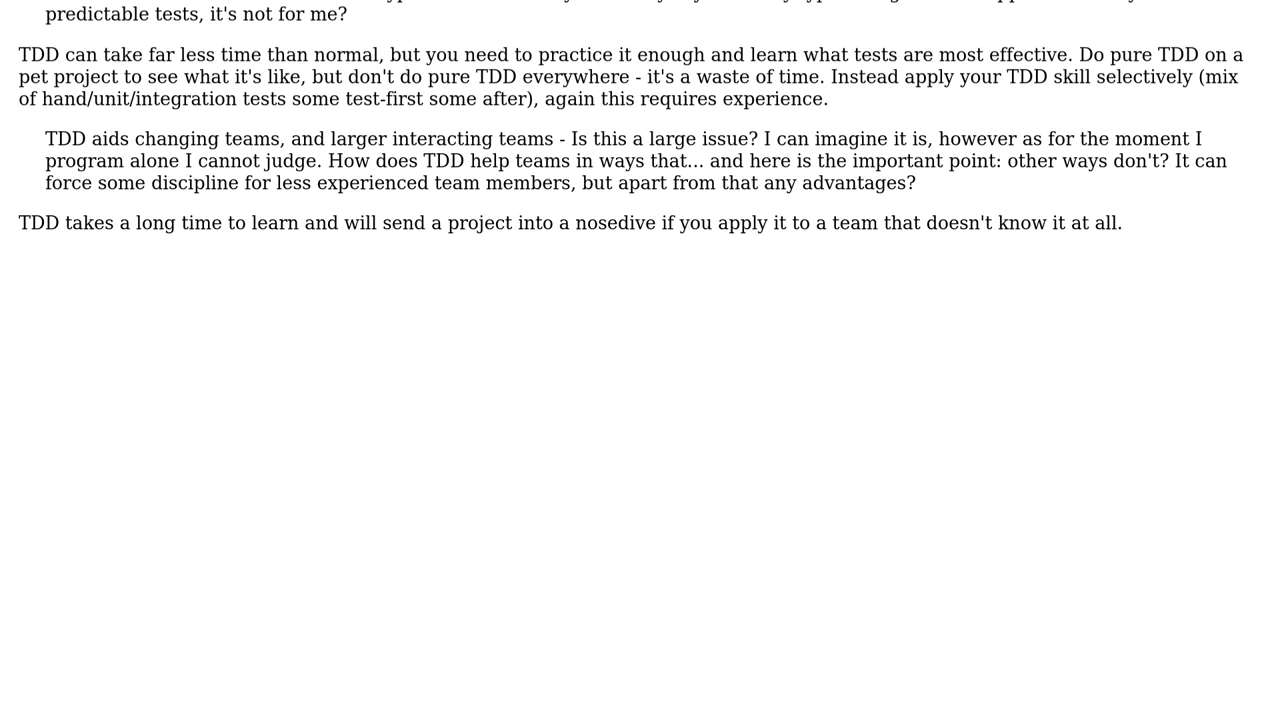 predictable tests, it's not for me?
TDD can take far less time than normal, but you need to practice it enough and learn what tests are most effective. Do pure TDD on a
pet project to see what it's like, but don't do pure TDD everywhere - it's a waste of time. Instead apply your TDD skill selectively (mix
of hand/unit/integration tests some test-first some after), again this requires experience.
TDD aids changing teams, and larger interacting teams - Is this a large issue? I can imagine it is, however as for the moment I
program alone I cannot judge. How does TDD help teams in ways that... and here is the important point: other ways don't? It can
force some discipline for less experienced team members, but apart from that any advantages?
TDD takes a long time to learn and will send a project into a nosedive if you apply it to a team that doesn't know it at all.